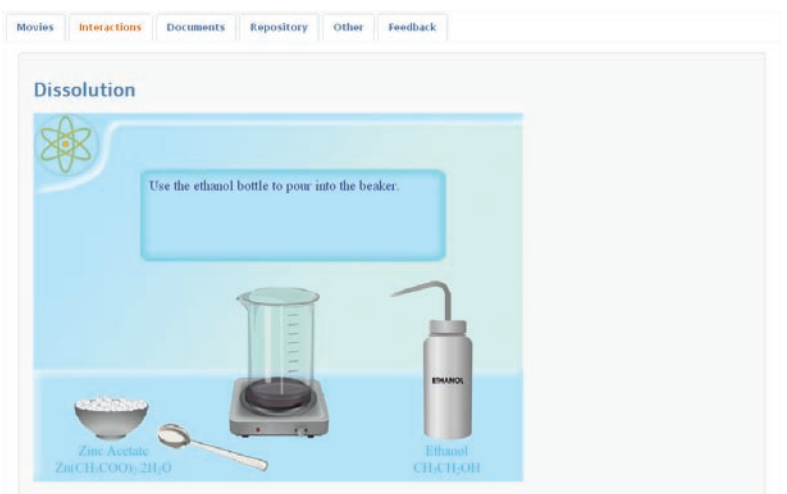 Movies Interactions Documents Repository Other Feedback
Dissolution
Use the ethanol bottle to pour into the beaker.
ETHANOL
Zinc Acetate
Zn(CH₃COO)₂.2H₂O
Ethanol
CH₃CH₂OH